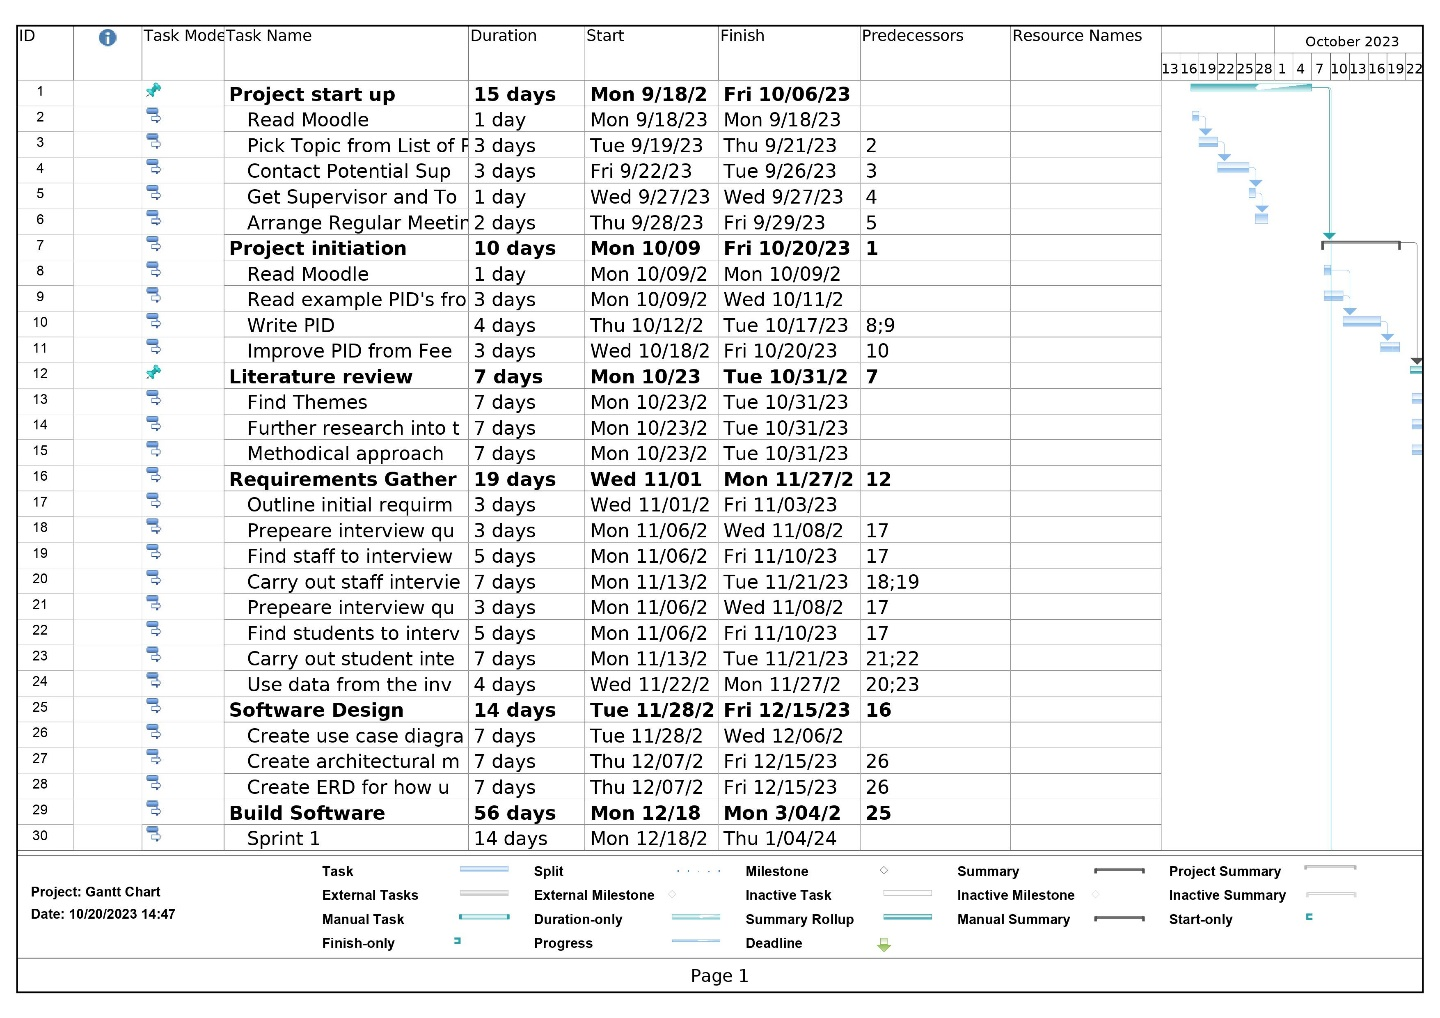 ID Task Mode Task Name Duration Start Finish Predecessors Resource Names October 2023
13 16 19 22 25 28 1 4 7 10 13 16 19 22
1 Project start up 15 days Mon 9/18/2 Fri 10/06/23
2 Read Moodle 1 day Mon 9/18/23 Mon 9/18/23
3 Pick Topic from List of P 3 days Tue 9/19/23 Thu 9/21/23 2
4 Contact Potential Sup 3 days Fri 9/22/23 Tue 9/26/23 3
5 Get Supervisor and To 1 day Wed 9/27/23 Wed 9/27/23 4
6 Arrange Regular Meetin 2 days Thu 9/28/23 Fri 9/29/23 5
7 Project initiation 10 days Mon 10/09 Fri 10/20/23 1
8 Read Moodle 1 day Mon 10/09/2 Mon 10/09/2
9 Read example PID's fro 3 days Mon 10/09/2 Wed 10/11/2
10 Write PID 4 days Thu 10/12/2 Tue 10/17/23 8;9
11 Improve PID from Fee 3 days Wed 10/18/2 Fri 10/20/23 10
12 Literature review 7 days Mon 10/23 Tue 10/31/2 7
13 Find Themes 7 days Mon 10/23/2 Tue 10/31/23
14 Further research into t 7 days Mon 10/23/2 Tue 10/31/23
15 Methodical approach 7 days Mon 10/23/2 Tue 10/31/23
16 Requirements Gather 19 days Wed 11/01 Mon 11/27/2 12
17 Outline initial requirm 3 days Wed 11/01/2 Fri 11/03/23
18 Prepeare interview qu 3 days Mon 11/06/2 Wed 11/08/2 17
19 Find staff to interview 5 days Mon 11/06/2 Fri 11/10/23 17
20 Carry out staff intervie 7 days Mon 11/13/2 Tue 11/21/23 18;19
21 Prepeare interview qu 3 days Mon 11/06/2 Wed 11/08/2 17
22 Find students to interv 5 days Mon 11/06/2 Fri 11/10/23 17
23 Carry out student inte 7 days Mon 11/13/2 Tue 11/21/23 21;22
24 Use data from the inv 4 days Wed 11/22/2 Mon 11/27/2 20;23
25 Software Design 14 days Tue 11/28/2 Fri 12/15/23 16
26 Create use case diagra 7 days Tue 11/28/2 Wed 12/06/2
27 Create architectural m 7 days Thu 12/07/2 Fri 12/15/23 26
28 Create ERD for how u 7 days Thu 12/07/2 Fri 12/15/23 26
29 Build Software 56 days Mon 12/18 Mon 3/04/2 25
30 Sprint 1 14 days Mon 12/18/2 Thu 1/04/24
Project: Gantt Chart
Date: 10/20/2023 14:47
Task Split Milestone Summary Project Summary
External Tasks External Milestone Inactive Task Inactive Milestone Inactive Summary
Manual Task Duration-only Summary Rollup Manual Summary Start-only
Finish-only Progress Deadline
Page 1